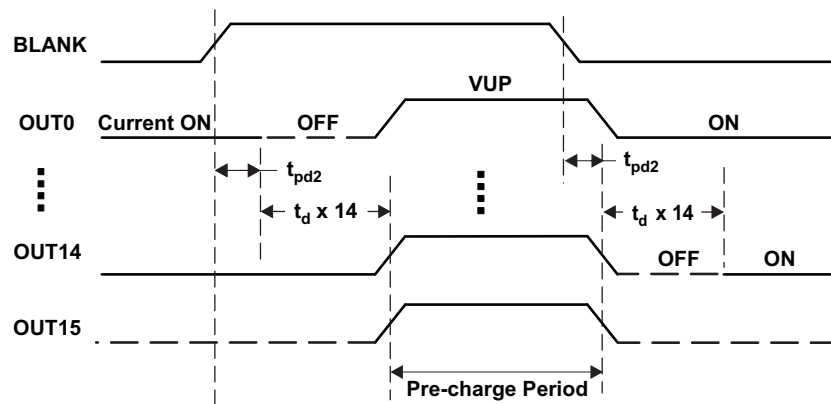 BLANK
VUP
OUT0 Current ON OFF ON
tpd2 tpd2
td x 14 td x 14
OUT14 OFF ON
OUT15
Pre-charge Period